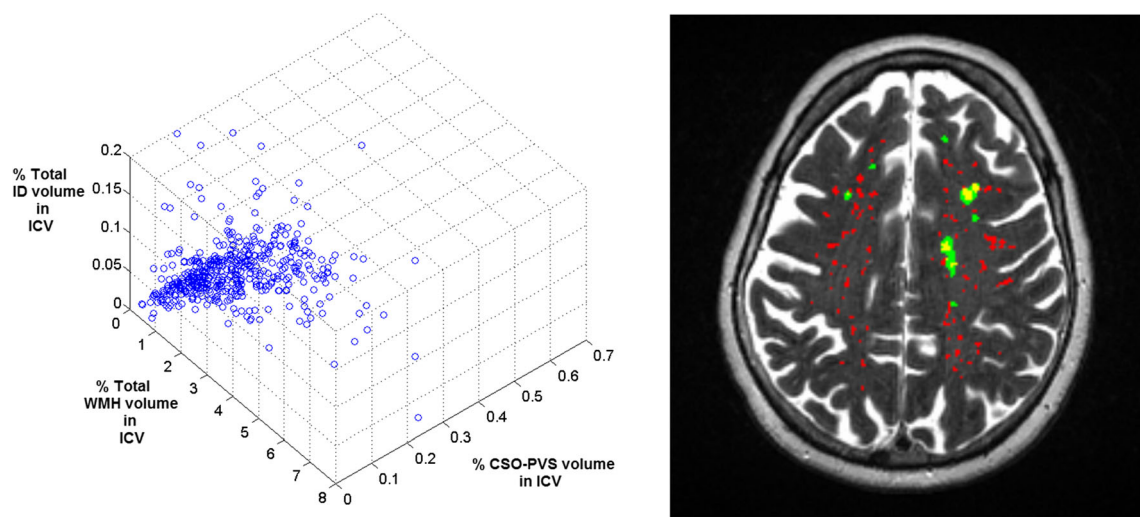 0.2
% Total
ID volume
in
ICV
0.15
0.1
0.05
0
0
1
2
3
4
5
6
7
8
% Total
WMH volume
in
ICV
0
0.1
0.2
0.3
0.4
0.5
0.6
0.7
% CSO-PVS volume
in ICV